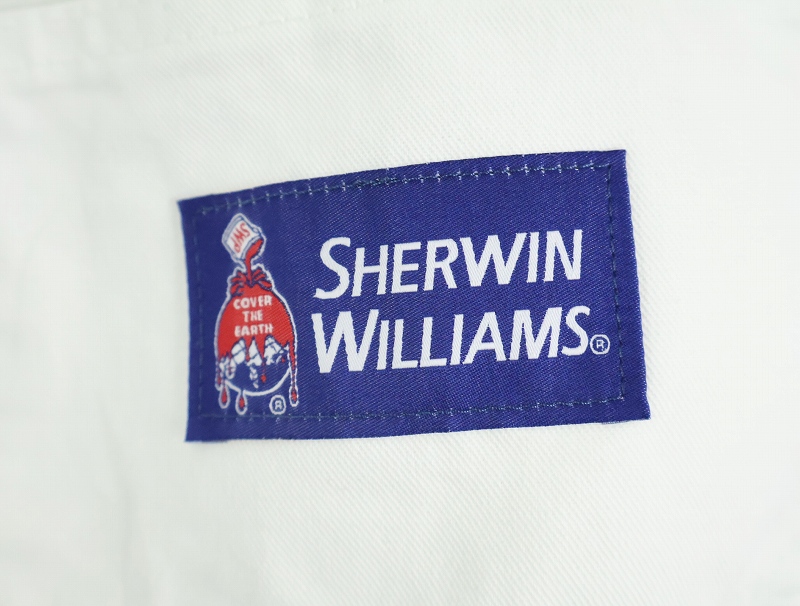 SWP
COVER
THE
EARTH
®
SHERWIN
WILLIAMS®